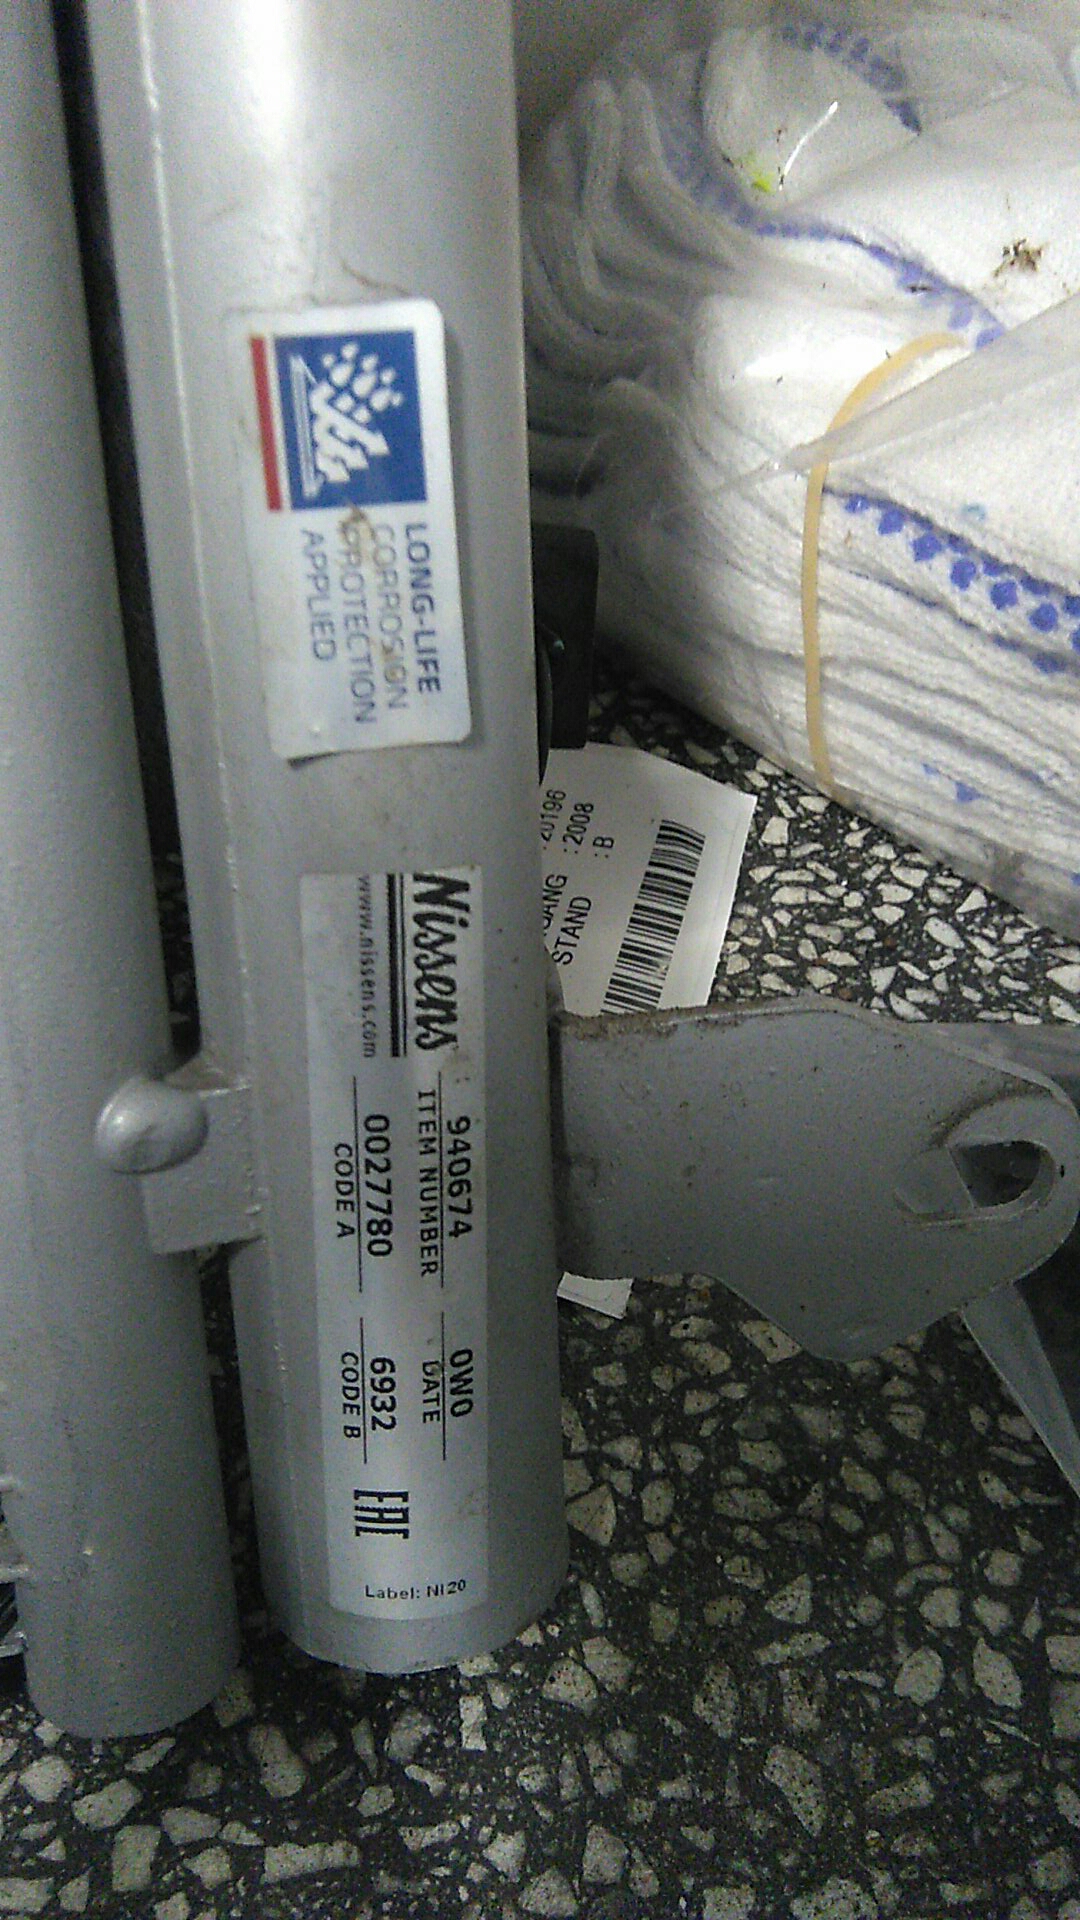 LONG-LIFE
CORROSION
PROTECTION
APPLIED
Nissens
www.nissens.com
940674
ITEM NUMBER
0W0
DATE
0027780
CODE A
6932
CODE B
EAC
Label: NI20
:2008
STAND :B